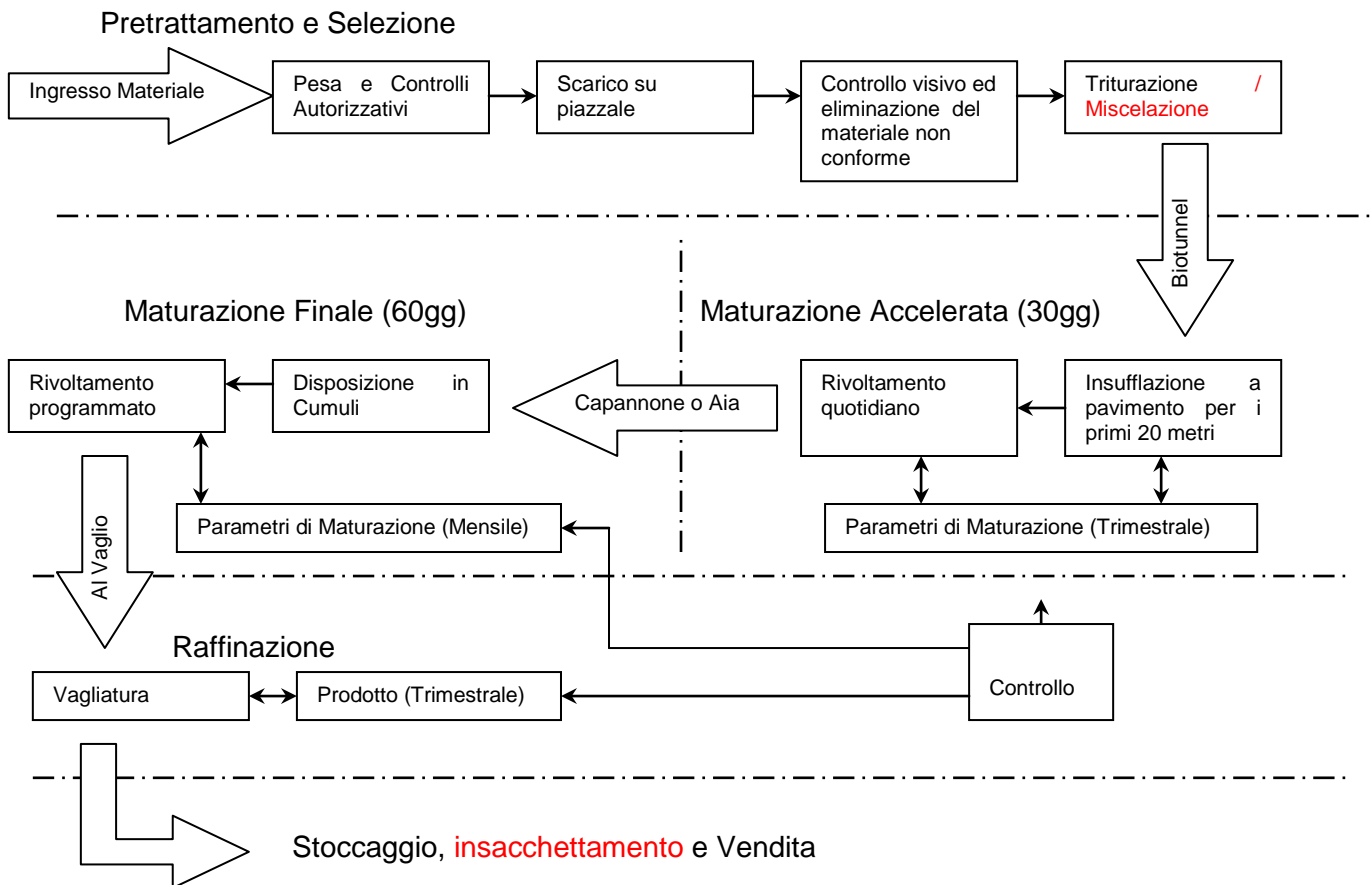 Pretrattamento e Selezione
Ingresso Materiale
Pesa e Controlli
Autorizzativi
Scarico su
piazzale
Controllo visivo ed
eliminazione del
materiale non
conforme
Triturazione /
Miscelazione
Biotunnel
Maturazione Finale (60gg)
Maturazione Accelerata (30gg)
Rivoltamento
programmato
Disposizione in
Cumuli
Capannone o Aia
Rivoltamento
quotidiano
Insufflazione a
pavimento per i
primi 20 metri
Parametri di Maturazione (Mensile)
Parametri di Maturazione (Trimestrale)
Al Vaglio
Raffinazione
Vagliatura
Prodotto (Trimestrale)
Controllo
Stoccaggio, insacchettamento e Vendita